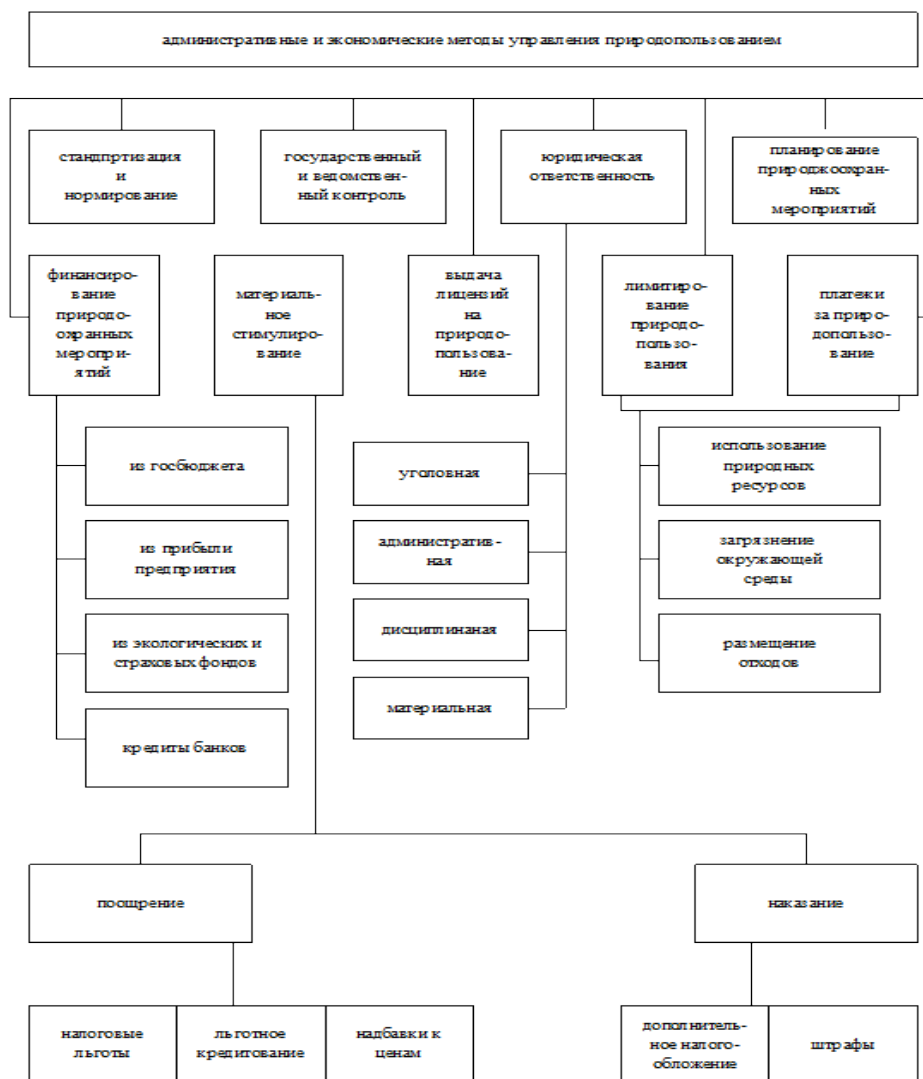 административные и экономические методы управления природопользованием
стандпртизация
и
нормирование
государственный
и ведомствен-
ный контроль
юридическая
ответственность
планирование
природжоохран-
ных
мероприятий
финансиро-
вание
природо-
охранных
меропри-
ятий
материаль-
ное
стимулиро-
вание
выдача
лицензий
на
природо-
пользова-
ние
лимитиро-
вание
природо-
пользо-
вания
платежи
за приро-
допользо-
вание
из госбюджета
из прибыли
предприятия
из экологических и
страховых фондов
кредиты банков
уголовная
административ-
ная
дисциплинаная
материальная
использование
природных
ресурсов
загрязнение
окружающей
среды
размещение
отходов
поощрение
наказание
налоговые
льготы
льготное
кредитование
надбавки к
ценам
дополнитель-
ное налого-
обложение
штрафы